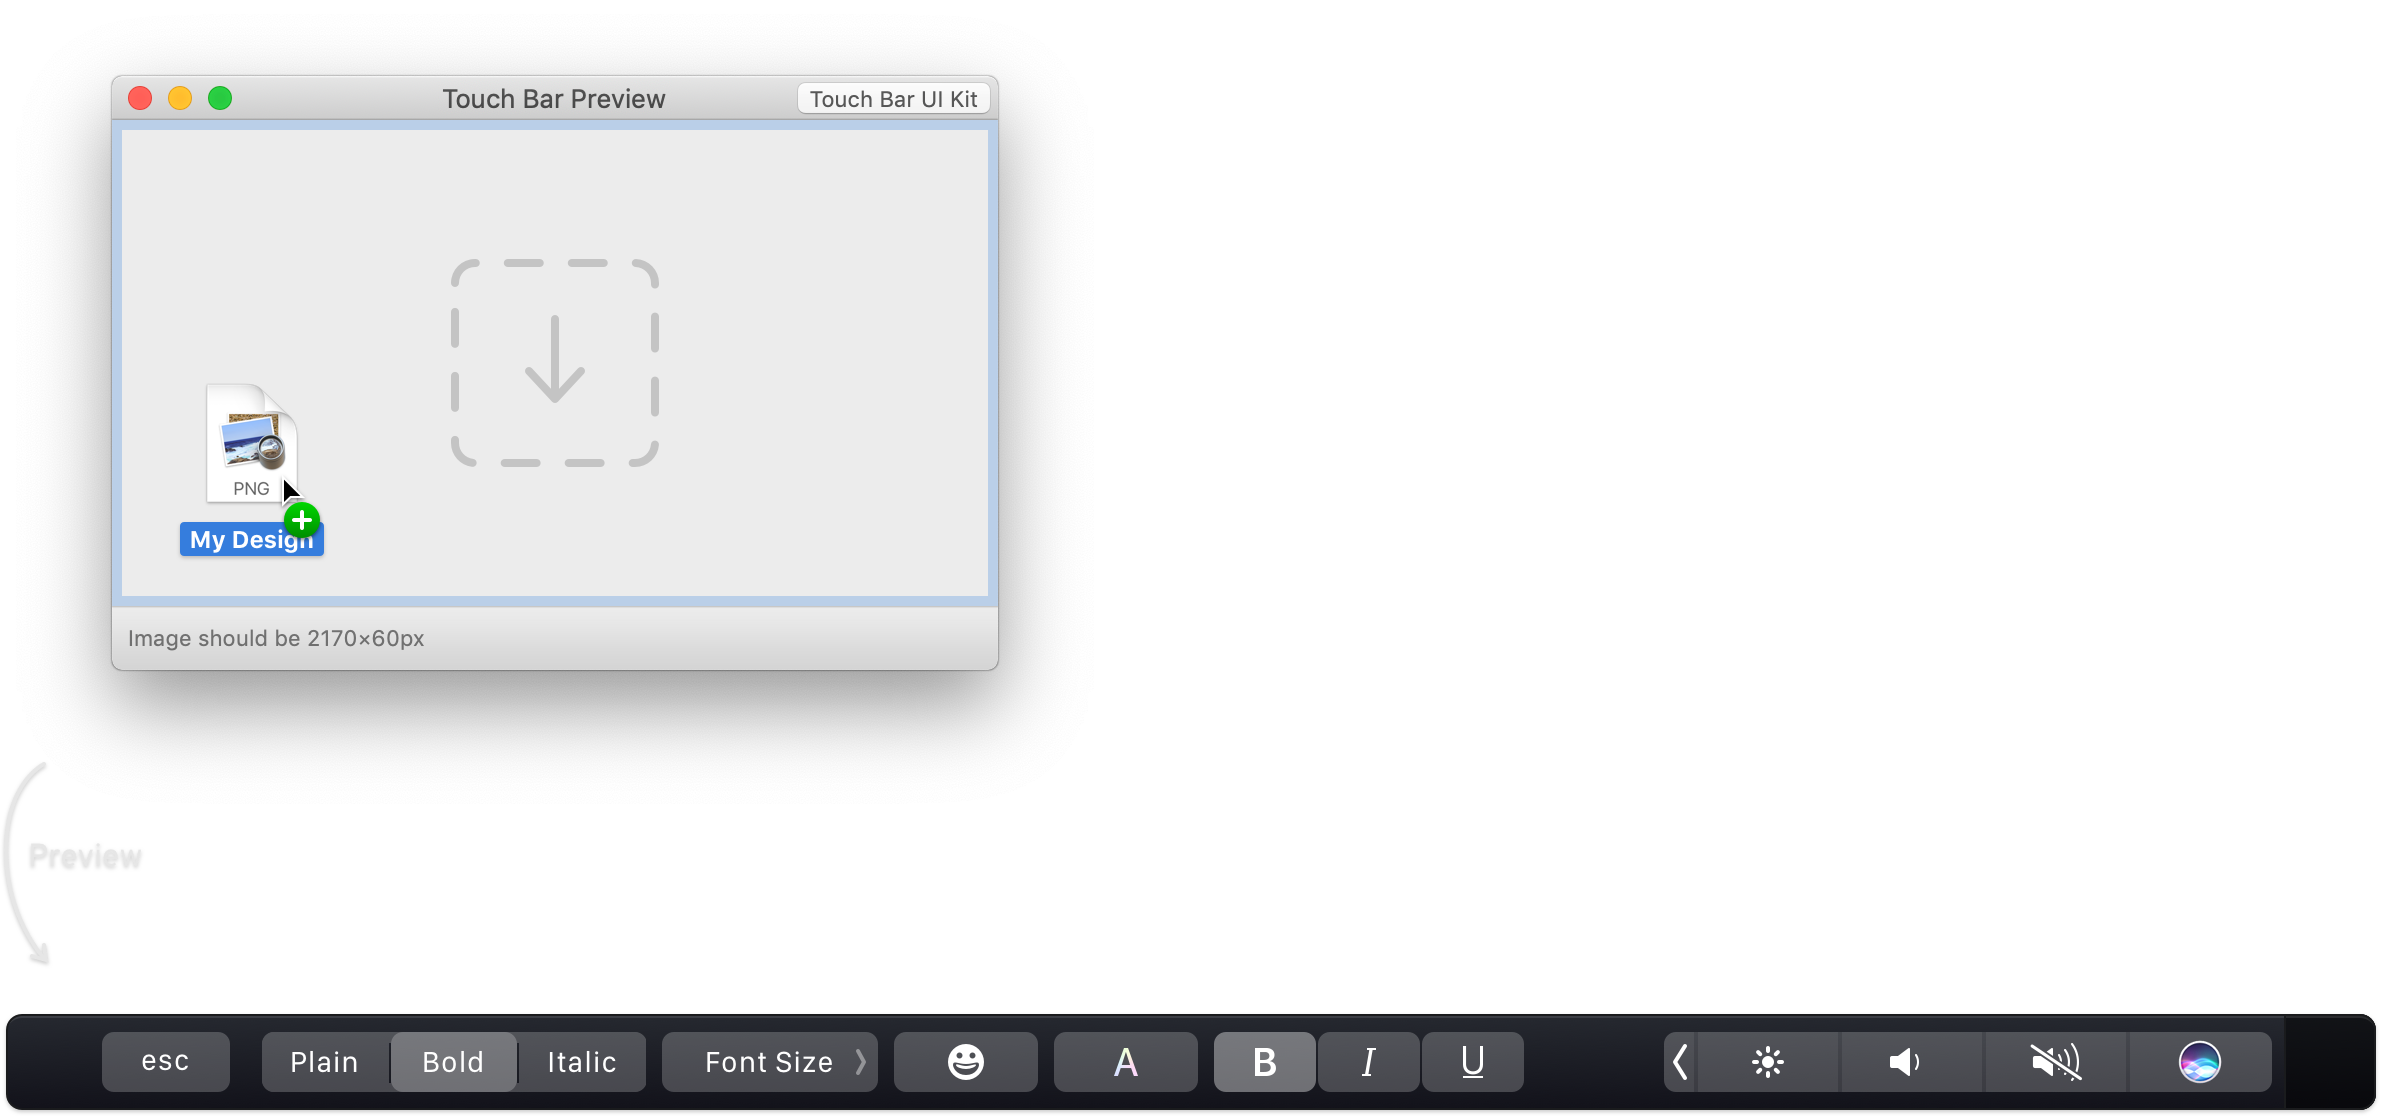 Touch Bar Preview
Touch Bar UI Kit
PNG
My Design
Image should be 2170×60px
Preview
esc
Plain
Bold
Italic
Font Size
A
B
I
U